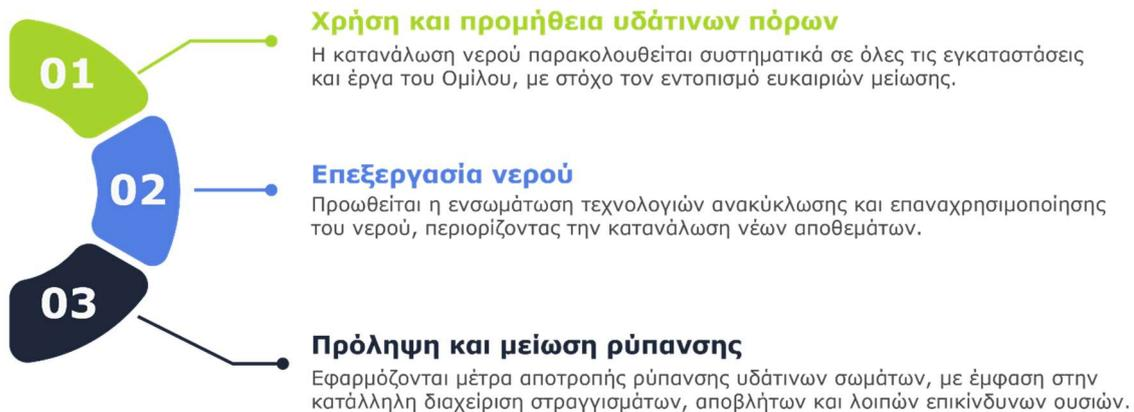 01
Χρήση και προμήθεια υδάτινων πόρων
Η κατανάλωση νερού παρακολουθείται συστηματικά σε όλες τις εγκαταστάσεις
και έργα του Ομίλου, με στόχο τον εντοπισμό ευκαιριών μείωσης.
02
Επεξεργασία νερού
Προωθείται η ενσωμάτωση τεχνολογιών ανακύκλωσης και επαναχρησιμοποίησης
του νερού, περιορίζοντας την κατανάλωση νέων αποθεμάτων.
03
Πρόληψη και μείωση ρύπανσης
Εφαρμόζονται μέτρα αποτροπής ρύπανσης υδάτινων σωμάτων, με έμφαση στην
κατάλληλη διαχείριση στραγγισμάτων, αποβλήτων και λοιπών επικίνδυνων ουσιών.